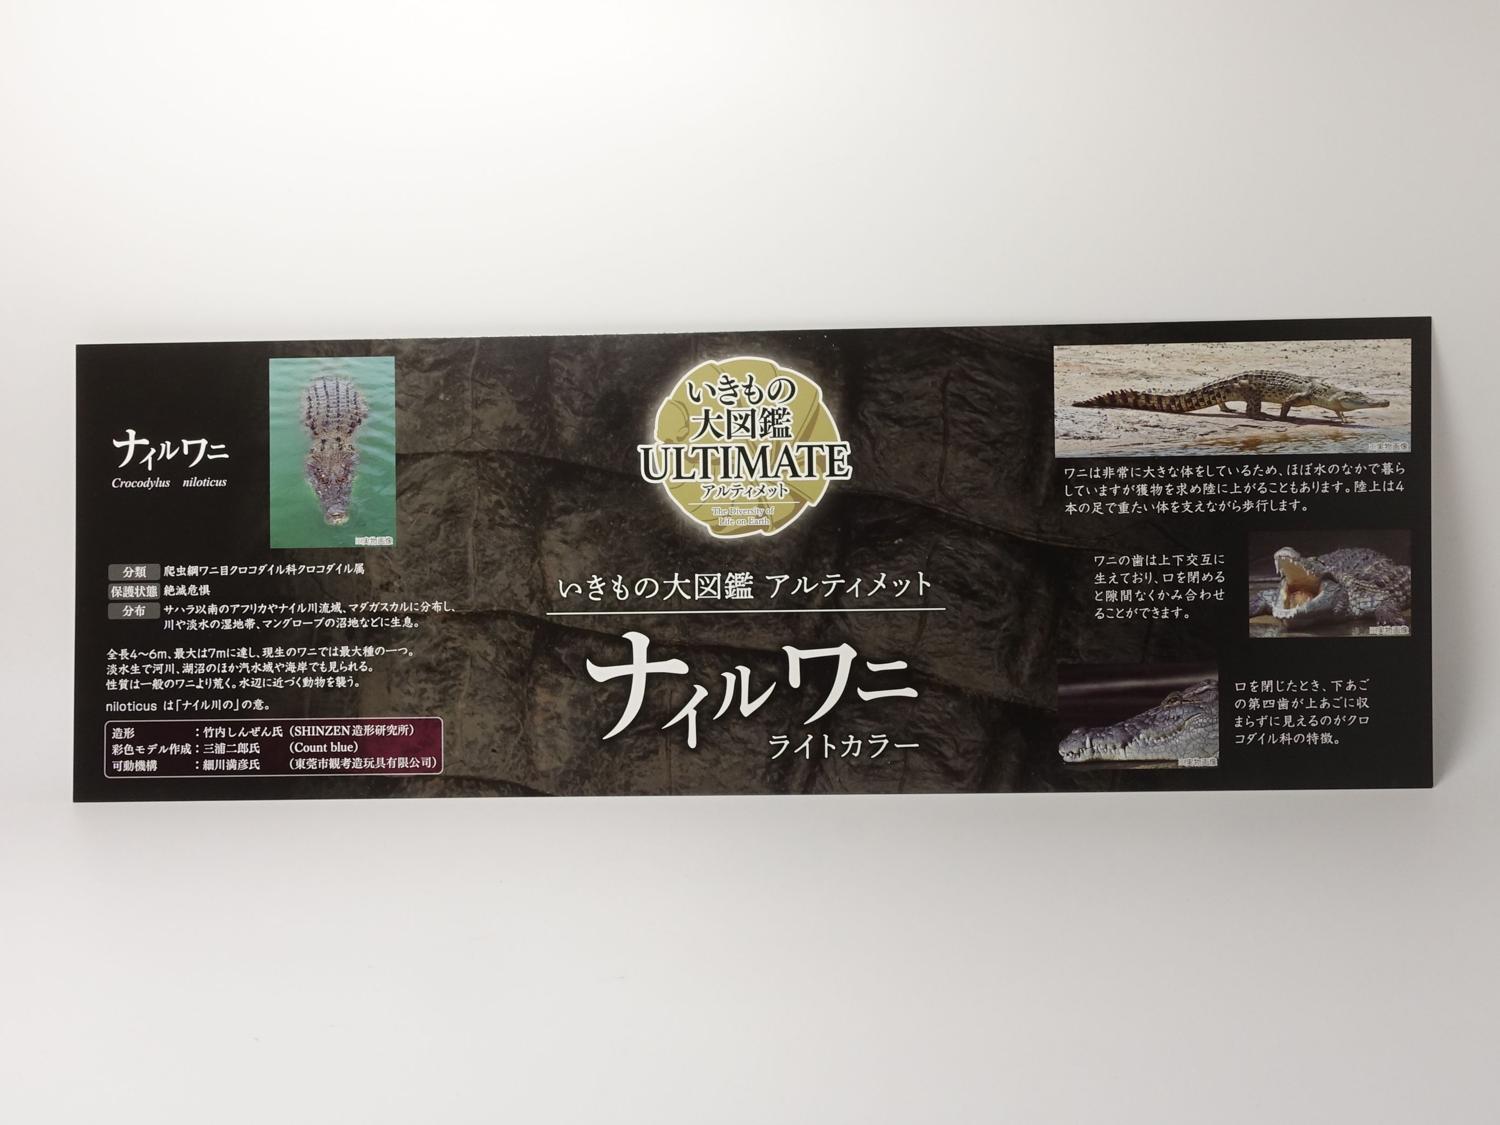 ナイルワニ
Crocodylus niloticus
※実物画像
分類 爬虫綱ワニ目クロコダイル科クロコダイル属
保護状態 絶滅危惧
分布 サハラ以南のアフリカやナイル川流域、マダガスカルに分布し、
川や淡水の湿地帯、マングローブの沼地などに生息。
全長4〜6m、最大は7mに達し、現生のワニでは最大種の一つ。
淡水生で河川、湖沼のほか汽水域や海岸でも見られる。
性質は一般のワニより荒く。水辺に近づく動物を襲う。
niloticus は「ナイル川の」の意。
造形 ：竹内しんぜん氏（SHINZEN造形研究所）
彩色モデル作成：三浦二郎氏 （Count blue）
可動機構 ：細川満彦氏 （東莞市観考造玩具有限公司）
いきもの
大図鑑
ULTIMATE
アルティメット
The Diversity of
Life on Earth
いきもの大図鑑 アルティメット
ナイルワニ
ライトカラー
※実物画像
ワニは非常に大きな体をしているため、ほぼ水のなかで暮ら
していますが獲物を求め陸に上がることもあります。陸上は4
本の足で重たい体を支えながら歩行します。
ワニの歯は上下交互に
生えており、口を閉める
と隙間なくかみ合わせ
ることができます。
※実物画像
口を閉じたとき、下あご
の第四歯が上あごに収
まらずに見えるのがクロ
コダイル科の特徴。
※実物画像